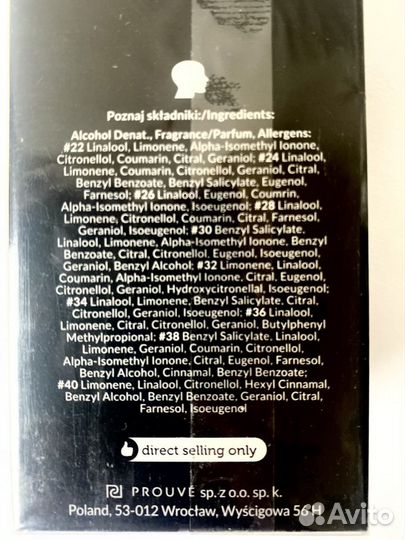 Poznaj składniki:/Ingredients:
Alcohol Denat., Fragrance/Parfum, Allergens:
#22 Linalool, Limonene, Alpha-Isomethyl Ionone,
Citronellol, Coumarin, Citral, Geraniol; #24 Linalool,
Limonene, Coumarin, Citronellol, Geraniol, Citral,
Benzyl Benzoate, Benzyl Salicylate, Eugenol,
Farnesol; #26 Linalool, Eugenol, Coumrin,
Alpha-Isomethyl Ionone, Isoeugenol; #28 Linalool,
Limonene, Citronellol, Coumarin, Citral, Farnesol,
Geraniol, Isoeugenol; #30 Benzyl Salicylate,
Linalool, Limonene, Alpha-Isomethyl Ionone, Benzyl
Benzoate, Citral, Citronellol, Eugenol, Isoeugenol,
Geraniol, Benzyl Alcohol; #32 Limonene, Linalool,
Coumarin, Alpha-Isomethyl Ionone, Citral, Eugenol,
Citronellol, Geraniol, Hydroxycitronellal, Isoeugenol;
#34 Linalool, Limonene, Benzyl Salicylate, Citral,
Citronellol, Geraniol, Isoeugenol; #36 Linalool,
Limonene, Citral, Citronellol, Geraniol, Butylphenyl
Methylpropional; #38 Benzyl Salicylate, Linalool,
Limonene, Geraniol, Coumarin, Citronellol,
Alpha-Isomethyl Ionone, Citral, Eugenol, Farnesol,
Benzyl Alcohol, Cinnamal, Benzyl Benzoate;
#40 Limonene, Linalool, Citronellol, Hexyl Cinnamal,
Benzyl Alcohol, Benzyl Benzoate, Geraniol, Citral,
Farnesol, Isoeugenol
direct selling only
PROUVÉ sp. z o.o. sp. k.
Poland, 53-012 Wrocław, Wyścigowa 56 H
Avito